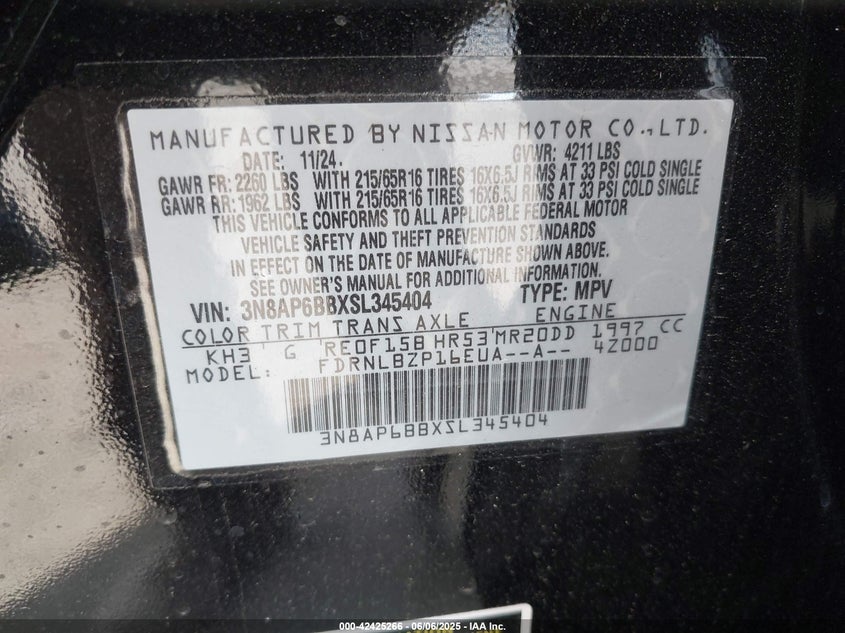 MANUFACTURED BY NISSAN MOTOR CO.,LTD.
DATE: 11/24. GVWR: 4211 LBS
GAWR FR: 2260 LBS WITH 215/65R16 TIRES 16X6.5J RIMS AT 33 PSI COLD SINGLE
GAWR RR: 1962 LBS WITH 215/65R16 TIRES 16X6.5J RIMS AT 33 PSI COLD SINGLE
THIS VEHICLE CONFORMS TO ALL APPLICABLE FEDERAL MOTOR
VEHICLE SAFETY AND THEFT PREVENTION STANDARDS
IN EFFECT ON THE DATE OF MANUFACTURE SHOWN ABOVE.
SEE OWNER'S MANUAL FOR ADDITIONAL INFORMATION.
VIN: 3N8AP6BBXSL345404 TYPE: MPV
COLOR TRIM TRANS AXLE ENGINE
KH3 G RE0F15B HR53 MR20DD 1997 CC
MODEL: FDRNLBZP16EUA--A-- 4Z000
3N8AP6BBXSL345404
000-42425266 - 06/06/2025 - IAA Inc.